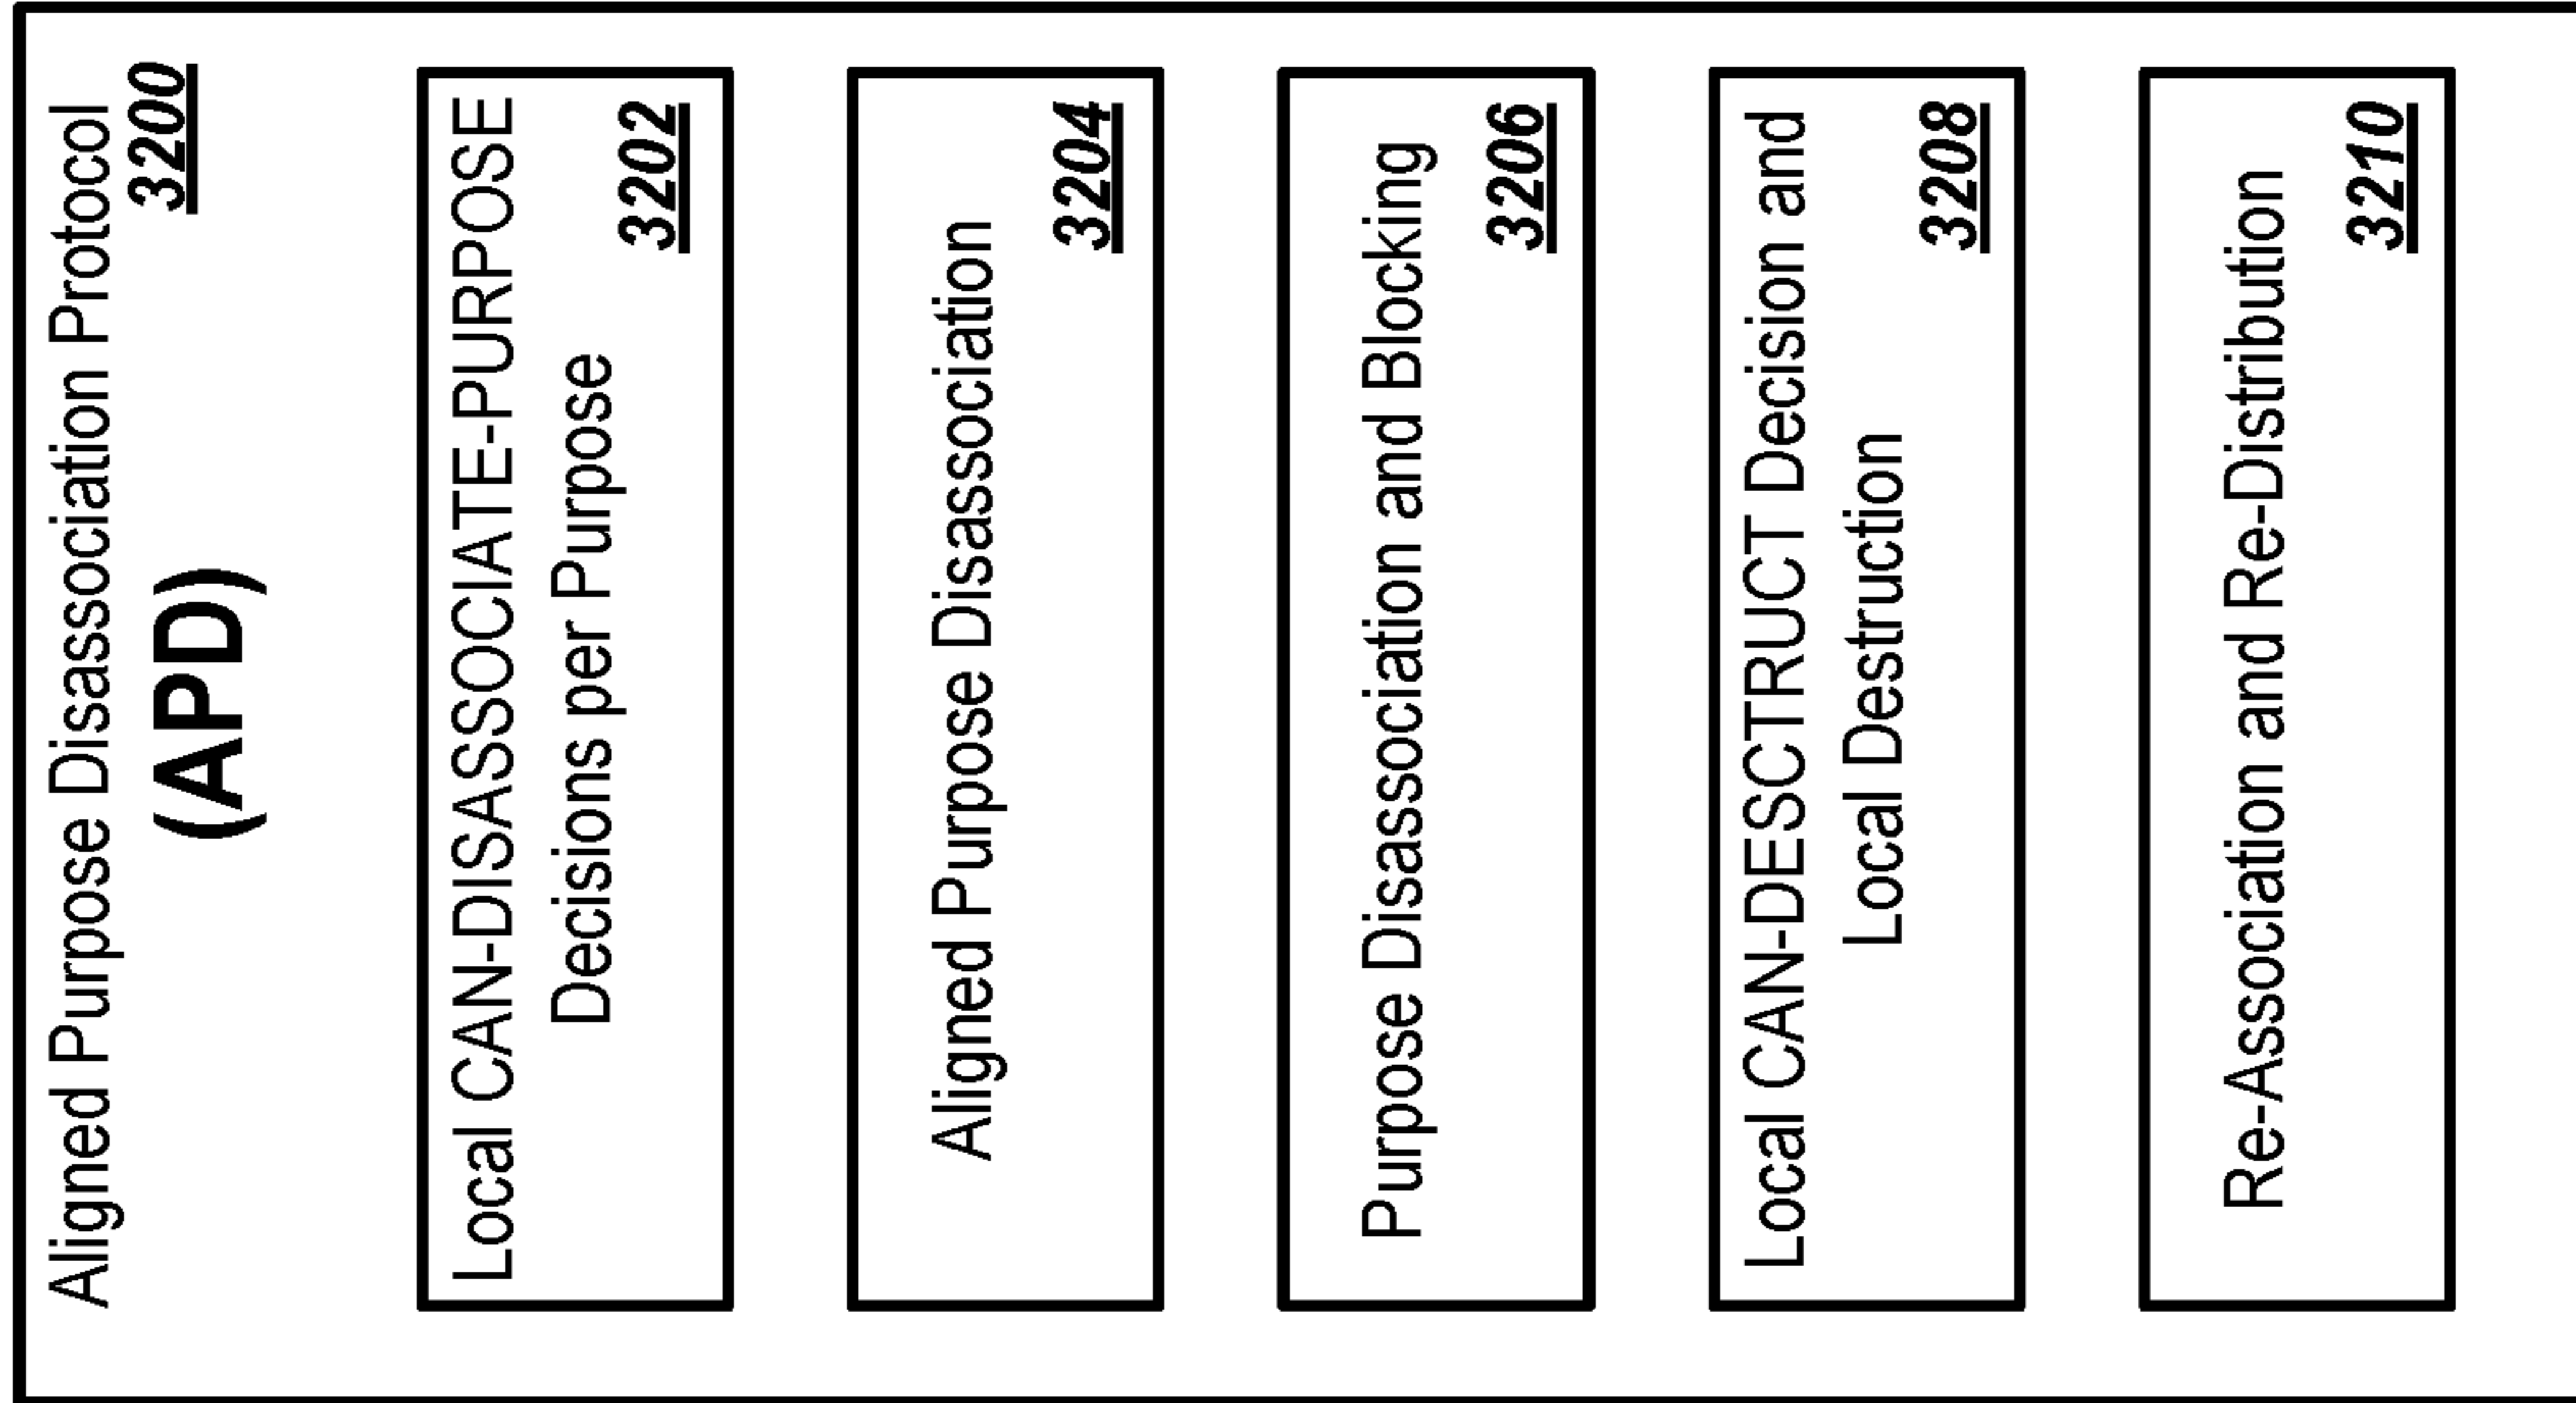 Aligned Purpose Disassociation Protocol
3200
(APD)
Local CAN-DISASSOCIATE-PURPOSE
Decisions per Purpose
3202
Aligned Purpose Disassociation
3204
Purpose Disassociation and Blocking
3206
Local CAN-DESCTRUCT Decision and
Local Destruction
3208
Re-Association and Re-Distribution
3210